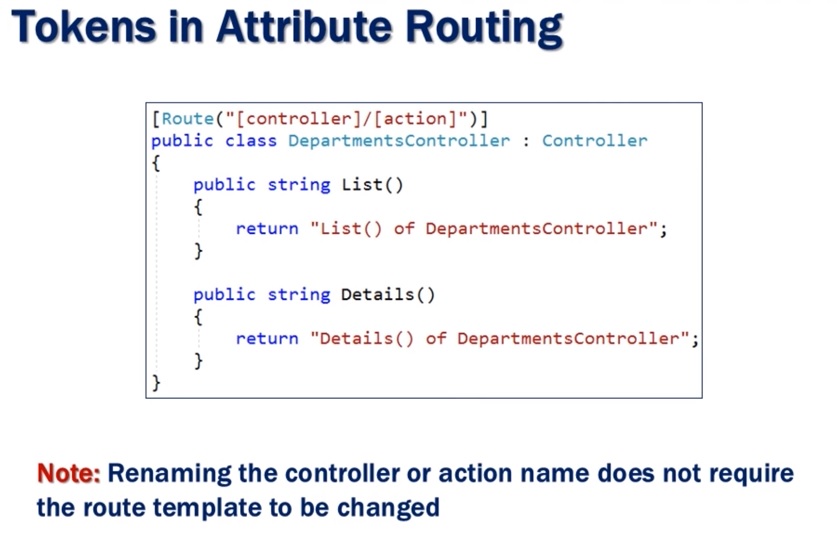 Tokens in Attribute Routing
[Route("[controller]/[action]")]
public class DepartmentsController : Controller
{
    public string List()
    {
        return "List() of DepartmentsController";
    }

    public string Details()
    {
        return "Details() of DepartmentsController";
    }
}
Note: Renaming the controller or action name does not require
the route template to be changed